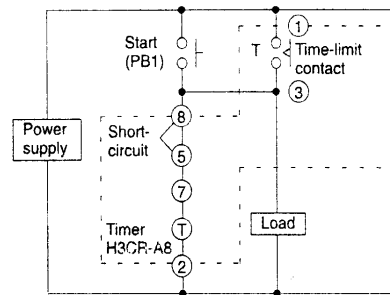 Start
(PB1)
1
T
Time-limit
contact
3
8
Power
supply
Short-
circuit
5
7
Load
Timer
H3CR-A8
T
2